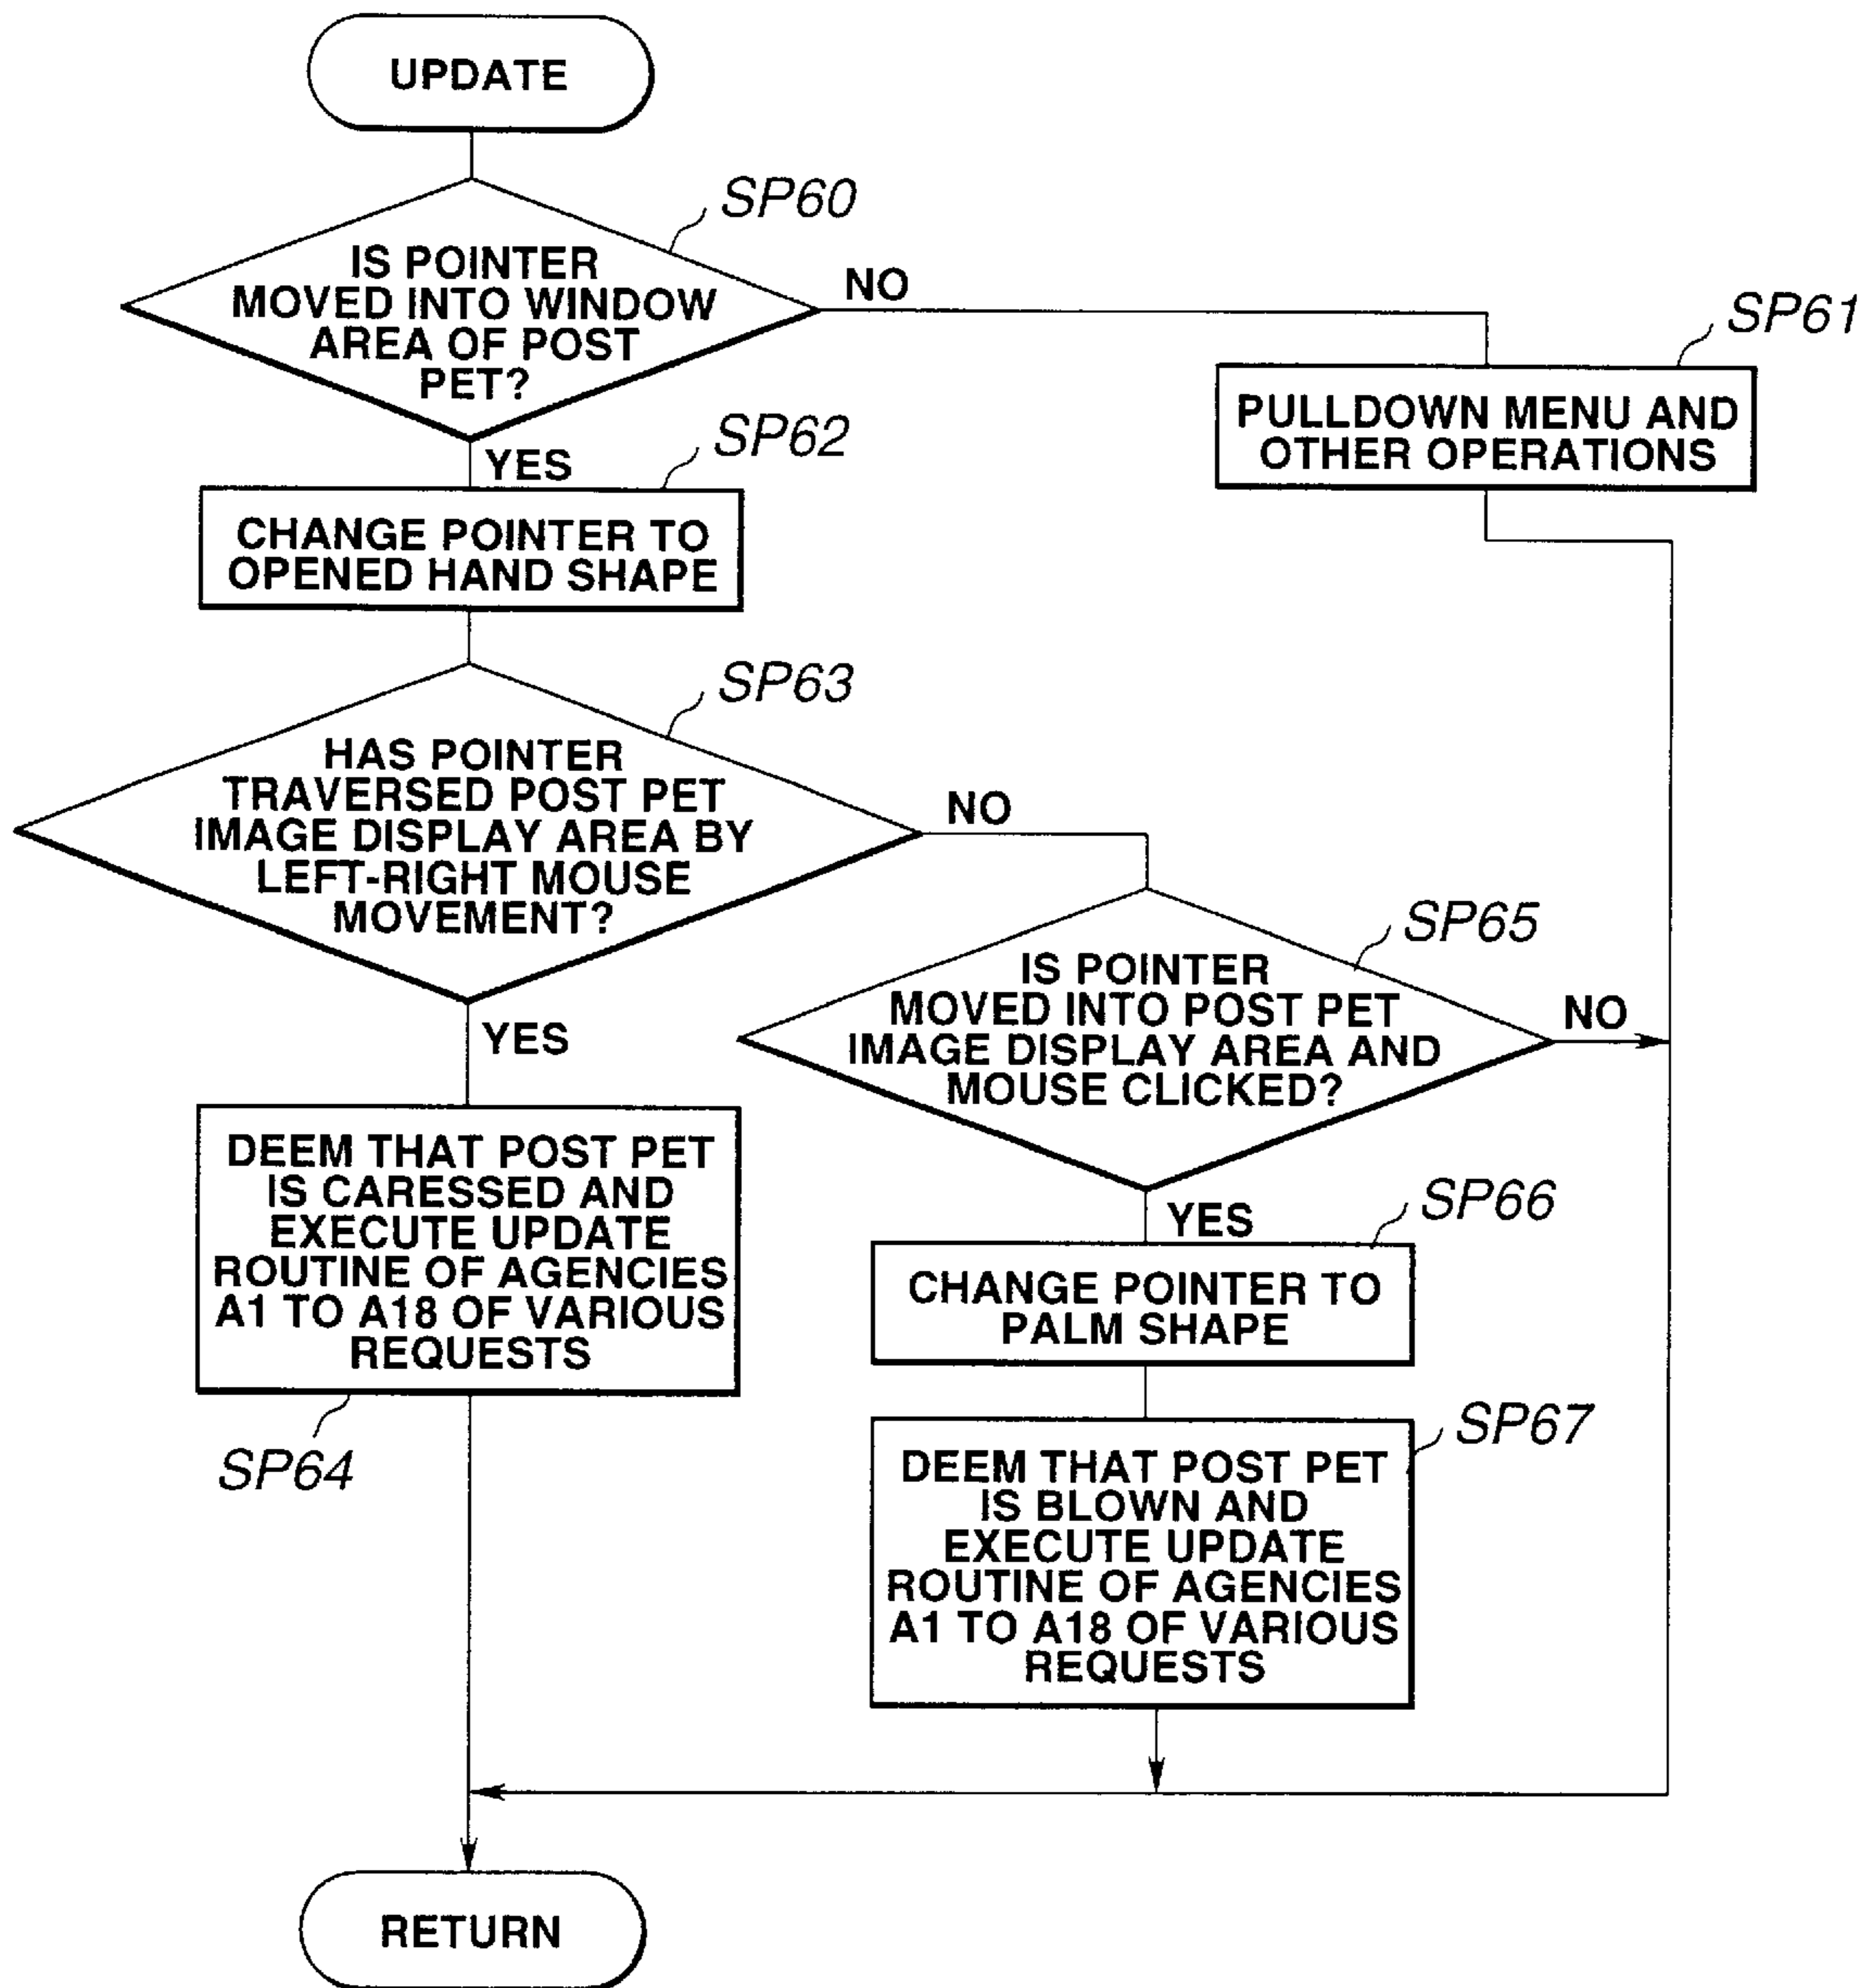 UPDATE
SP60
IS POINTER
MOVED INTO WINDOW
AREA OF POST
PET?
NO
SP61
PULLDOWN MENU AND
OTHER OPERATIONS
YES
SP62
CHANGE POINTER TO
OPENED HAND SHAPE
SP63
HAS POINTER
TRAVERSED POST PET
IMAGE DISPLAY AREA BY
LEFT-RIGHT MOUSE
MOVEMENT?
NO
YES
SP65
IS POINTER
MOVED INTO POST PET
IMAGE DISPLAY AREA AND
MOUSE CLICKED?
NO
DEEM THAT POST PET
IS CARESSED AND
EXECUTE UPDATE
ROUTINE OF AGENCIES
A1 TO A18 OF VARIOUS
REQUESTS
SP64
YES
SP66
CHANGE POINTER TO
PALM SHAPE
SP67
DEEM THAT POST PET
IS BLOWN AND
EXECUTE UPDATE
ROUTINE OF AGENCIES
A1 TO A18 OF VARIOUS
REQUESTS
RETURN